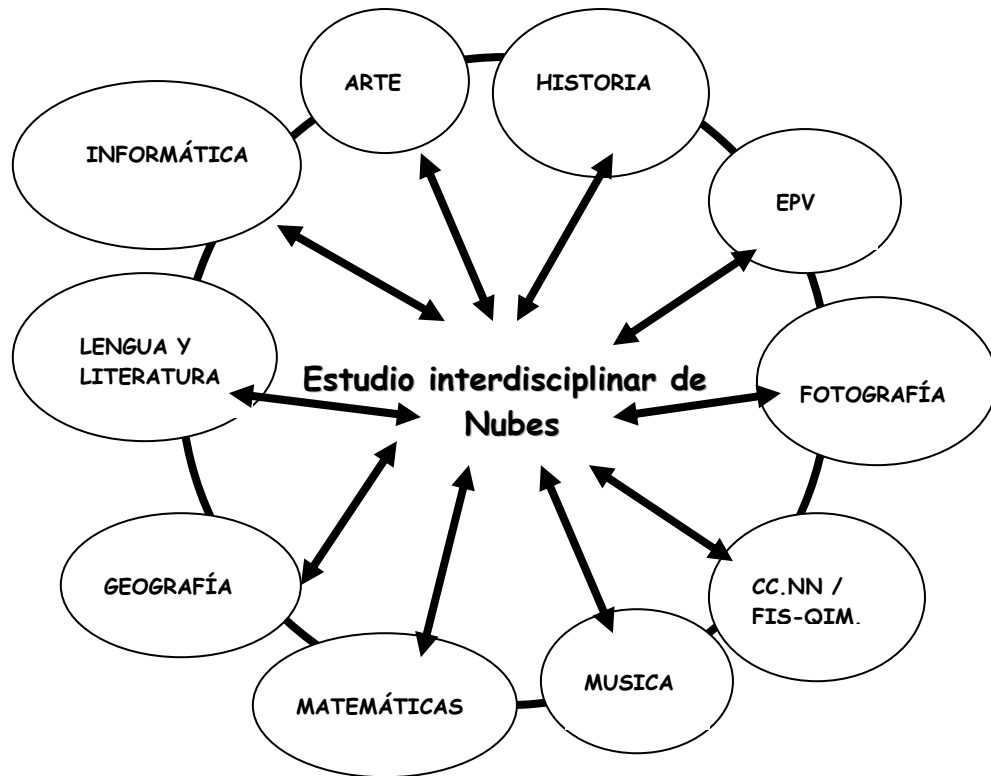 ARTE
HISTORIA
INFORMÁTICA
EPV
LENGUA Y
LITERATURA
Estudio interdisciplinar de
Nubes
FOTOGRAFÍA
GEOGRAFÍA
CC.NN /
FIS-QIM.
MATEMÁTICAS
MUSICA